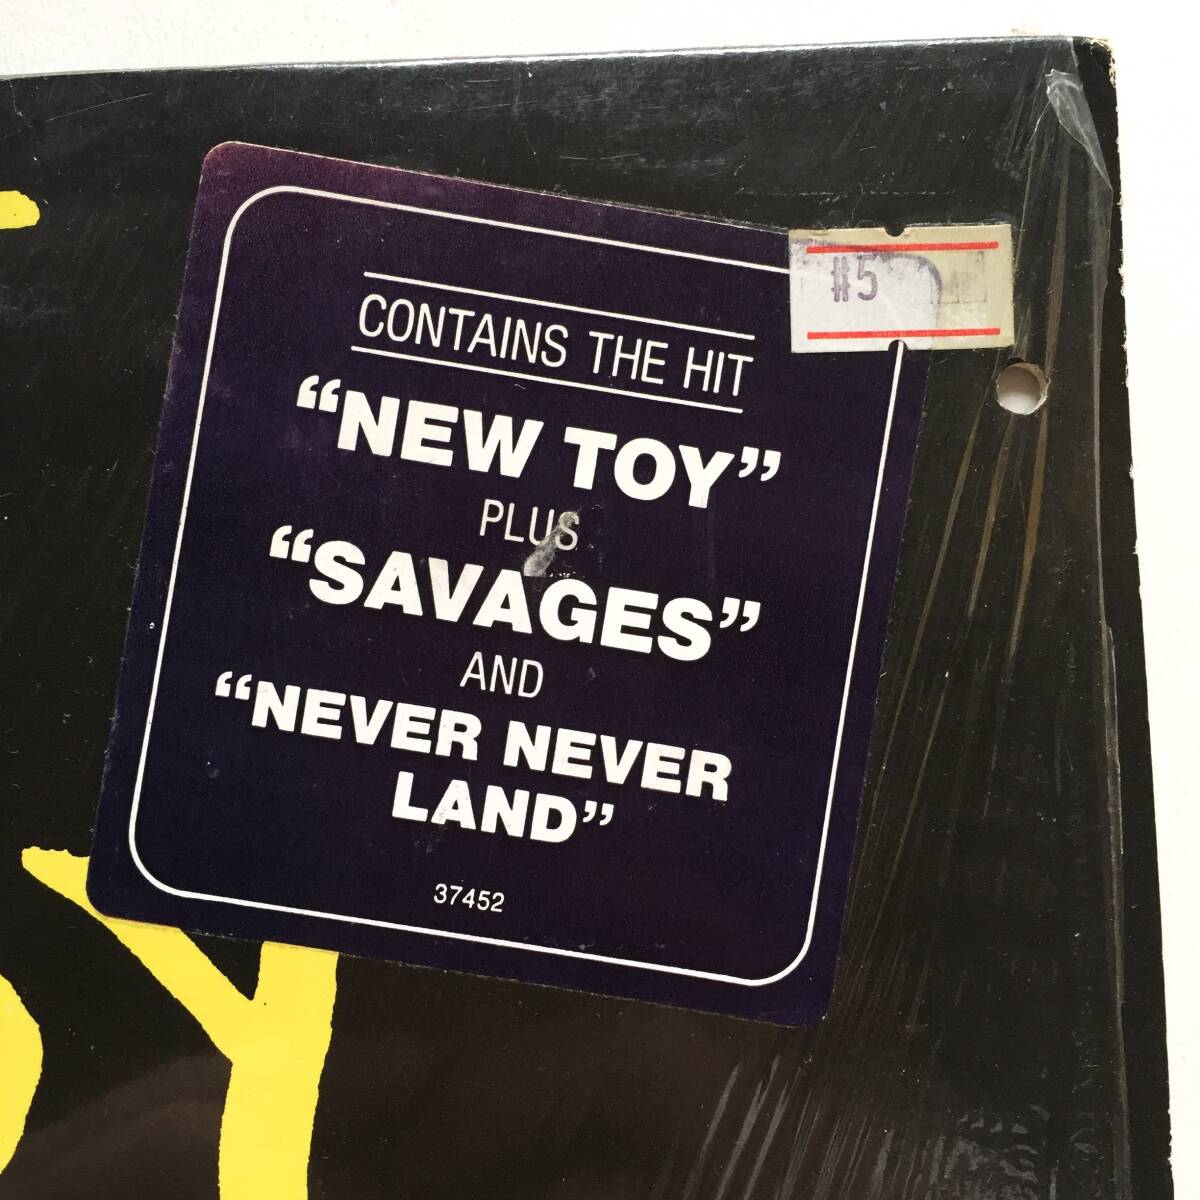 #5
CONTAINS THE HIT
“NEW TOY”
PLUS
“SAVAGES”
AND
“NEVER NEVER
LAND”
37452